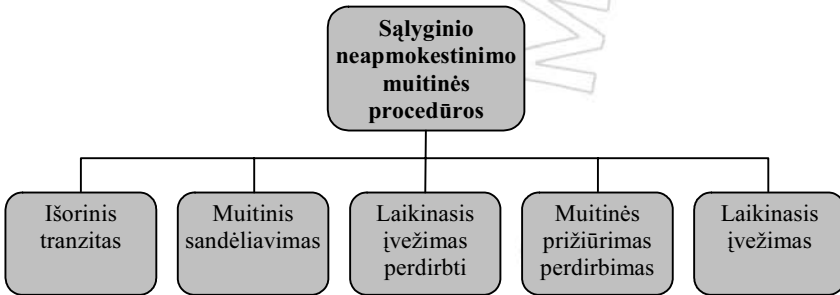 Sąlyginio
neapmokestinimo
muitinės
procedūros
Išorinis
tranzitas
Muitinis
sandėliavimas
Laikinasis
įvežimas
perdirbti
Muitinės
prižiūrimas
perdirbimas
Laikinasis
įvežimas
M